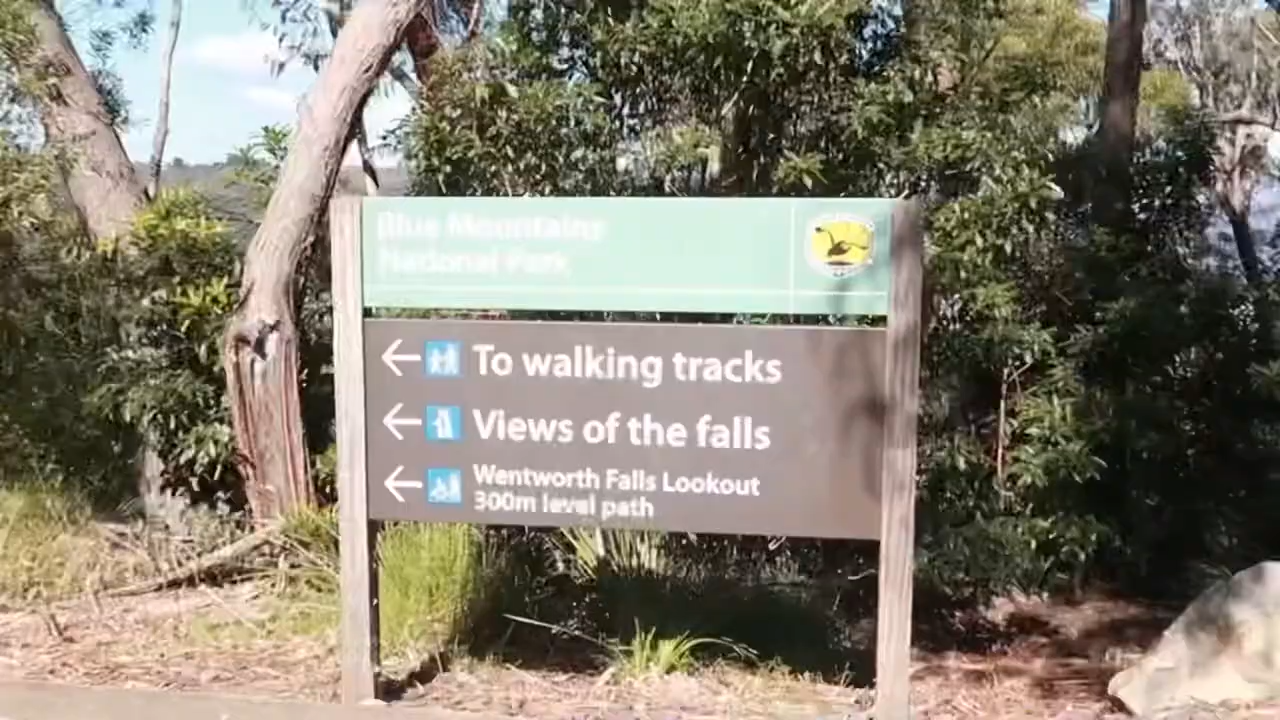 Blue Mountains
National Park
To walking tracks
Views of the falls
Wentworth Falls Lookout
300m level path